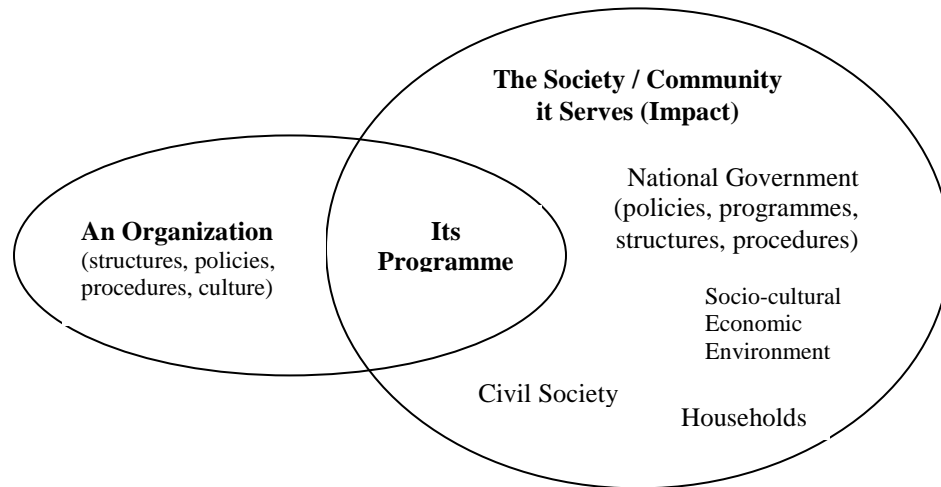 The Society / Community
it Serves (Impact)
National Government
(policies, programmes,
structures, procedures)
An Organization
(structures, policies,
procedures, culture)
Its
Programme
Socio-cultural
Economic
Environment
Civil Society
Households